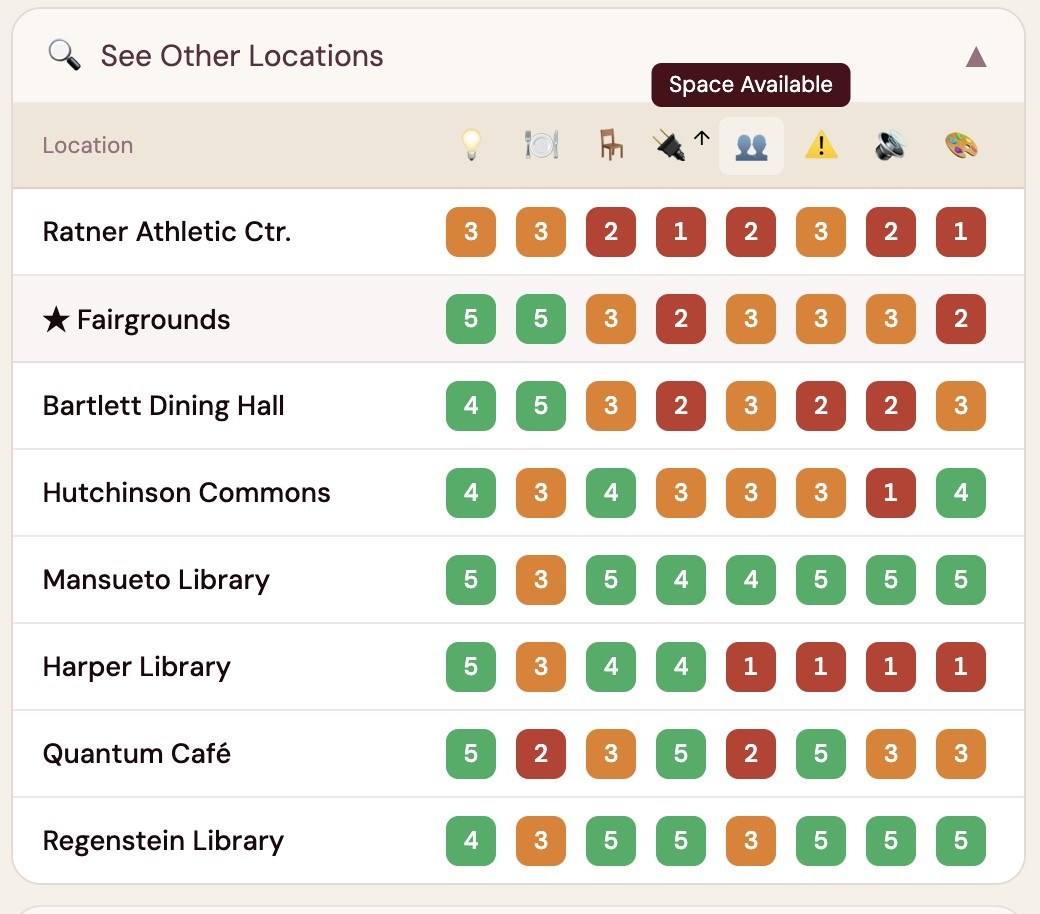 See Other Locations
Space Available
Location
Ratner Athletic Ctr. 3 3 2 1 2 3 2 1
★ Fairgrounds 5 5 3 2 3 3 3 2
Bartlett Dining Hall 4 5 3 2 3 2 2 3
Hutchinson Commons 4 3 4 3 3 3 1 4
Mansueto Library 5 3 5 4 4 5 5 5
Harper Library 5 3 4 4 1 1 1 1
Quantum Café 5 2 3 5 2 5 3 3
Regenstein Library 4 3 5 5 3 5 5 5